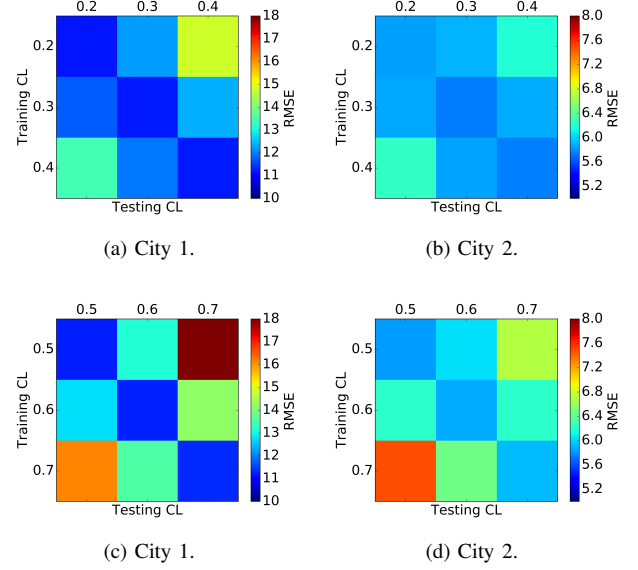 0.2 0.3 0.4
0.2
0.3
0.4
Training CL
Testing CL
18
17
16
15
14
13
12
11
10
RMSE
(a) City 1.
0.2 0.3 0.4
0.2
0.3
0.4
Training CL
Testing CL
8.0
7.6
7.2
6.8
6.4
6.0
5.6
5.2
RMSE
(b) City 2.
0.5 0.6 0.7
0.5
0.6
0.7
Training CL
Testing CL
18
17
16
15
14
13
12
11
10
RMSE
(c) City 1.
0.5 0.6 0.7
0.5
0.6
0.7
Training CL
Testing CL
8.0
7.6
7.2
6.8
6.4
6.0
5.6
5.2
RMSE
(d) City 2.